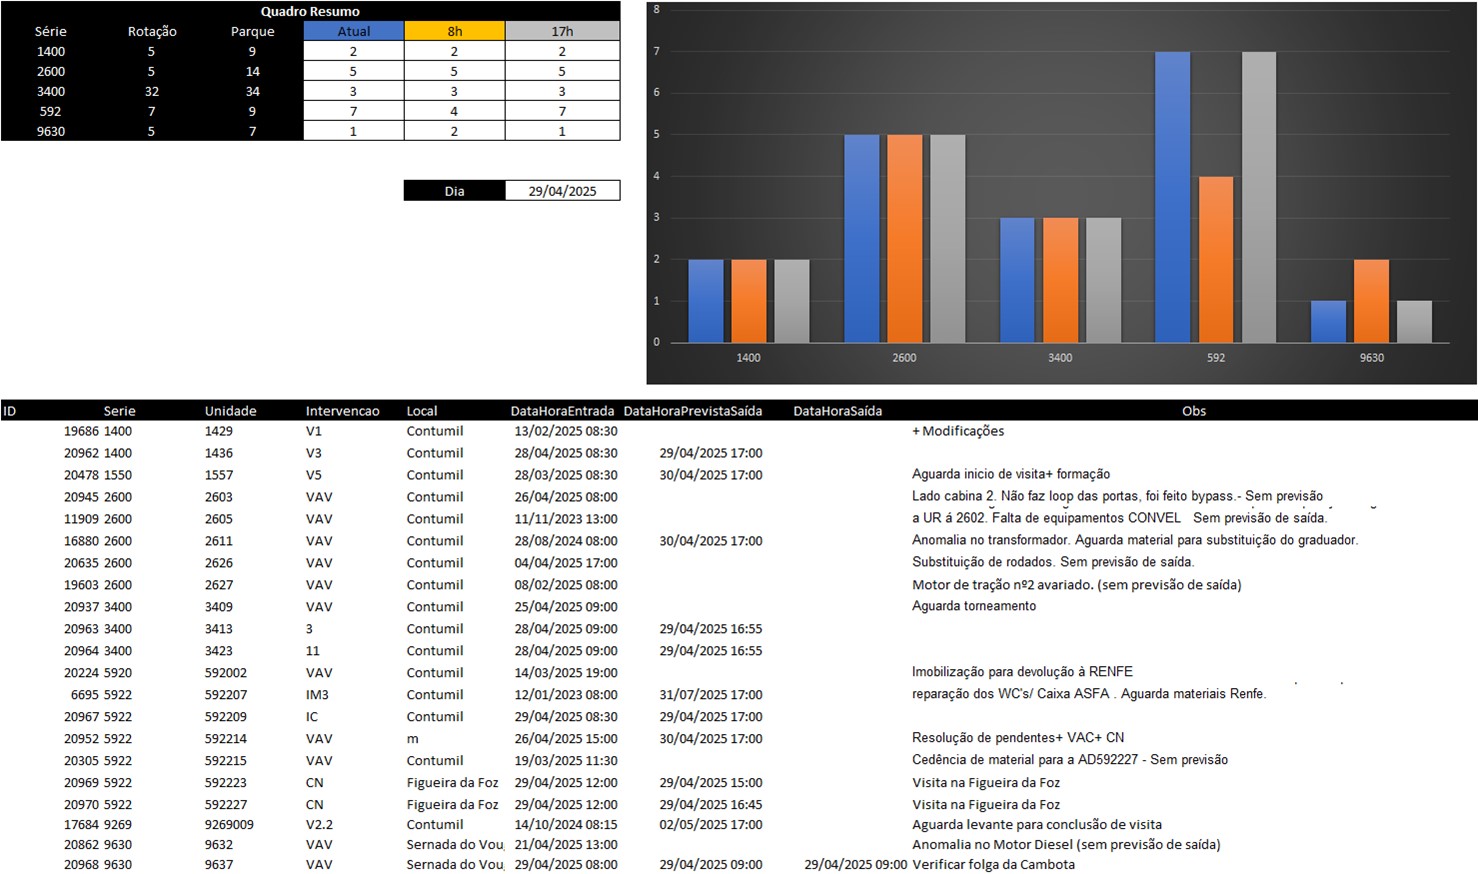 Quadro Resumo
Série Rotação Parque Atual 8h 17h
1400 5 9 2 2 2
2600 5 14 5 5 5
3400 32 34 3 3 3
592 7 9 7 4 7
9630 5 7 1 2 1
Dia 29/04/2025
8
7
6
5
4
3
2
1
0
1400 2600 3400 592 9630
ID Serie Unidade Intervencao Local DataHoraEntrada DataHoraPrevistaSaída DataHoraSaída Obs
19686 1400 1429 V1 Contumil 13/02/2025 08:30 + Modificações
20962 1400 1436 V3 Contumil 28/04/2025 08:30 29/04/2025 17:00
20478 1550 1557 V5 Contumil 28/03/2025 08:30 30/04/2025 17:00 Aguarda inicio de visita+ formação
20945 2600 2603 VAV Contumil 26/04/2025 08:00 Lado cabina 2. Não faz loop das portas, foi feito bypass.- Sem previsão
11909 2600 2605 VAV Contumil 11/11/2023 13:00 a UR á 2602. Falta de equipamentos CONVEL Sem previsão de saída.
16880 2600 2611 VAV Contumil 28/08/2024 08:00 30/04/2025 17:00 Anomalia no transformador. Aguarda material para substituição do graduador.
20635 2600 2626 VAV Contumil 04/04/2025 17:00 Substituição de rodados. Sem previsão de saída.
19603 2600 2627 VAV Contumil 08/02/2025 08:00 Motor de tração nº2 avariado. (sem previsão de saída)
20937 3400 3409 VAV Contumil 25/04/2025 09:00 Aguarda torneamento
20963 3400 3413 3 Contumil 28/04/2025 09:00 29/04/2025 16:55
20964 3400 3423 11 Contumil 28/04/2025 09:00 29/04/2025 16:55
20224 5920 592002 VAV Contumil 14/03/2025 19:00 Imobilização para devolução à RENFE
6695 5922 592207 IM3 Contumil 12/01/2023 08:00 31/07/2025 17:00 reparação dos WC's/ Caixa ASFA . Aguarda materiais Renfe.
20967 5922 592209 IC Contumil 29/04/2025 08:30 29/04/2025 17:00
20952 5922 592214 VAV m 26/04/2025 15:00 30/04/2025 17:00 Resolução de pendentes+ VAC+ CN
20305 5922 592215 VAV Contumil 19/03/2025 11:30 Cedência de material para a AD592227 - Sem previsão
20969 5922 592223 CN Figueira da Foz 29/04/2025 12:00 29/04/2025 15:00 Visita na Figueira da Foz
20970 5922 592227 CN Figueira da Foz 29/04/2025 12:00 29/04/2025 16:45 Visita na Figueira da Foz
17684 9269 9269009 V2.2 Contumil 14/10/2024 08:15 02/05/2025 17:00 Aguarda levante para conclusão de visita
20862 9630 9632 VAV Sernada do Vou 21/04/2025 13:00 Anomalia no Motor Diesel (sem previsão de saída)
20968 9630 9637 VAV Sernada do Vou 29/04/2025 08:00 29/04/2025 09:00 29/04/2025 09:00 Verificar folga da Cambota